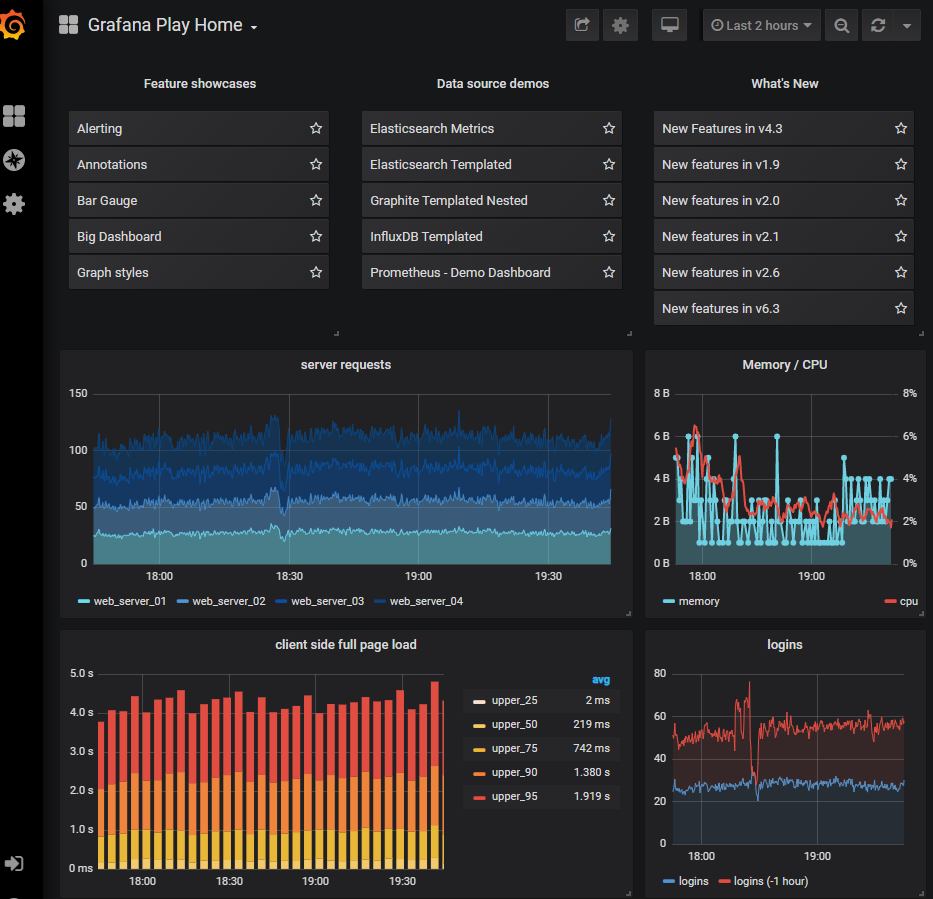 Grafana Play Home
Last 2 hours
Feature showcases
Alerting
Annotations
Bar Gauge
Big Dashboard
Graph styles
Data source demos
Elasticsearch Metrics
Elasticsearch Templated
Graphite Templated Nested
InfluxDB Templated
Prometheus - Demo Dashboard
What's New
New Features in v4.3
New features in v1.9
New features in v2.0
New features in v2.1
New features in v2.6
New features in v6.3
server requests
150
100
50
0
18:00 18:30 19:00 19:30
web_server_01 web_server_02 web_server_03 web_server_04
Memory / CPU
8 B 8%
6 B 6%
4 B 4%
2 B 2%
0 B 0%
18:00 19:00
memory cpu
client side full page load
5.0 s
4.0 s
3.0 s
2.0 s
1.0 s
0 ms
18:00 18:30 19:00 19:30
avg
upper_25 2 ms
upper_50 219 ms
upper_75 742 ms
upper_90 1.380 s
upper_95 1.919 s
logins
80
60
40
20
0
18:00 19:00
logins logins (-1 hour)